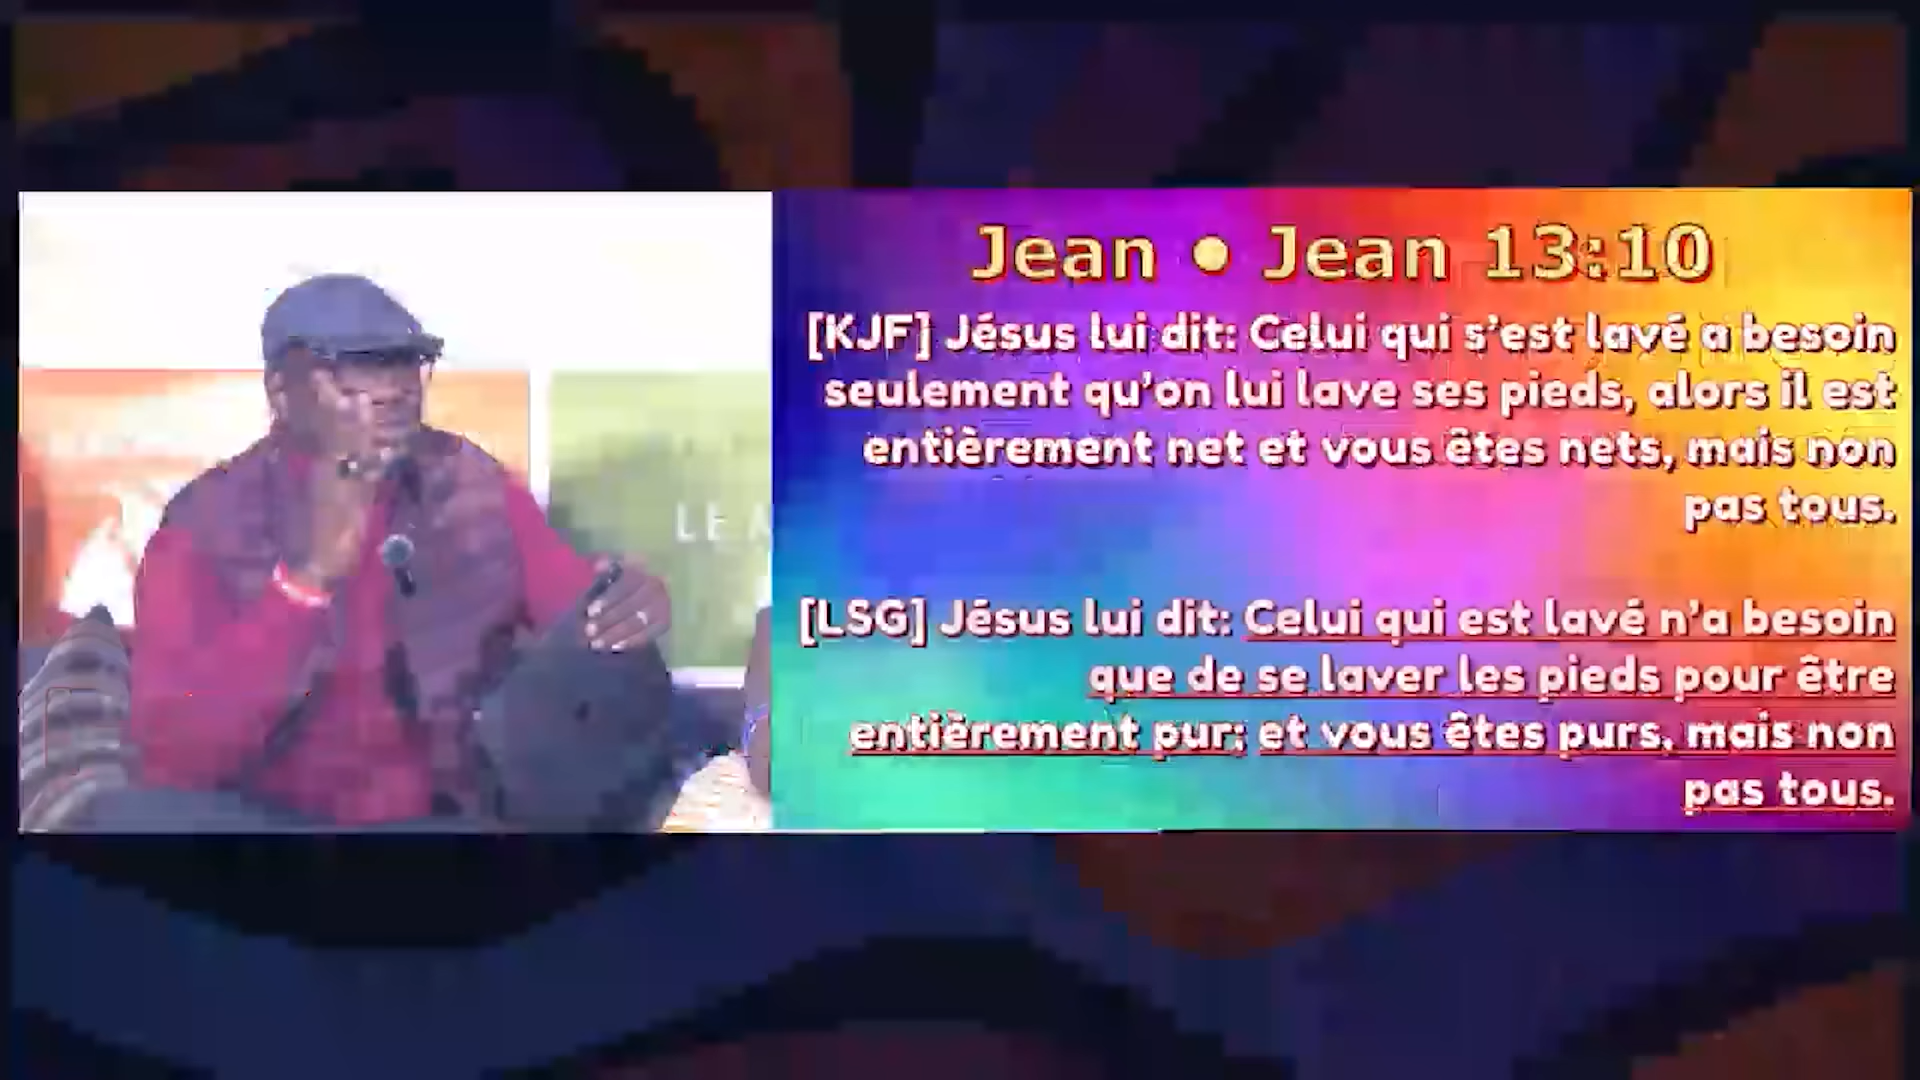 Jean • Jean 13:10
[KJF] Jésus lui dit: Celui qui s'est lavé a besoin
seulement qu'on lui lave ses pieds, alors il est
entièrement net et vous êtes nets, mais non
pas tous.
[LSG] Jésus lui dit: Celui qui est lavé n'a besoin
que de se laver les pieds pour être
entièrement pur; et vous êtes purs, mais non
pas tous.